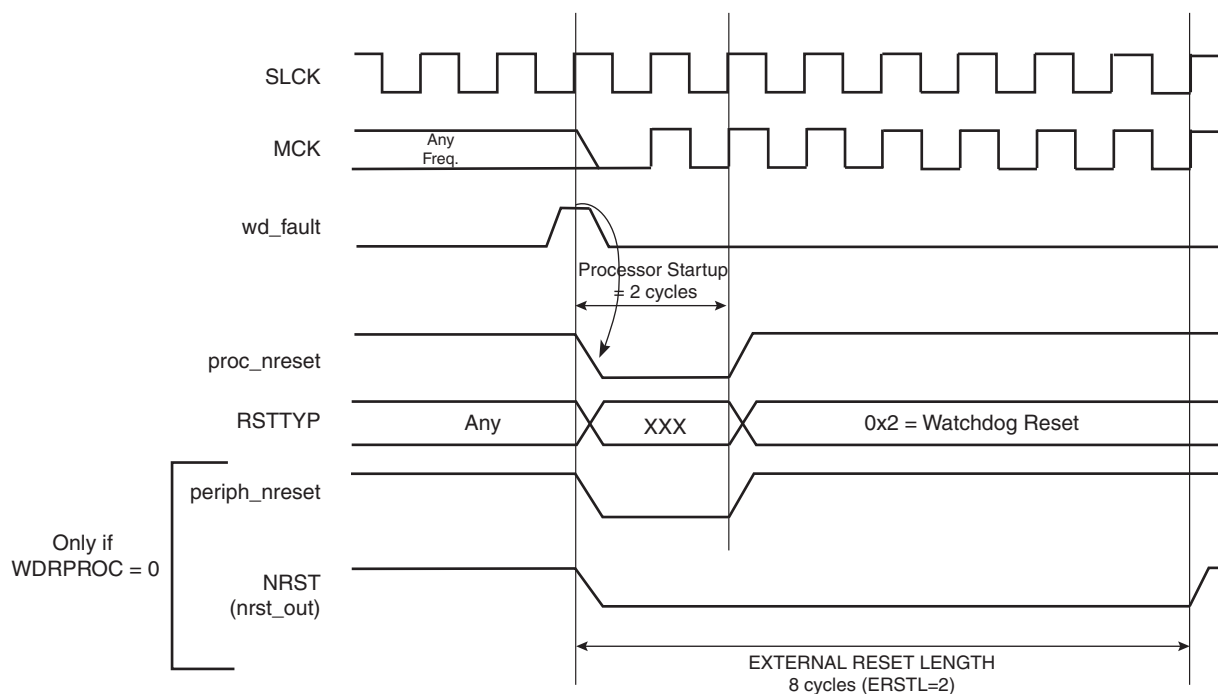 SLCK
MCK
Any
Freq.
wd_fault
Processor Startup
= 2 cycles
proc_nreset
RSTTYP
Any
XXX
0x2 = Watchdog Reset
periph_nreset
Only if
WDRPROC = 0
NRST
(nrst_out)
EXTERNAL RESET LENGTH
8 cycles (ERSTL=2)